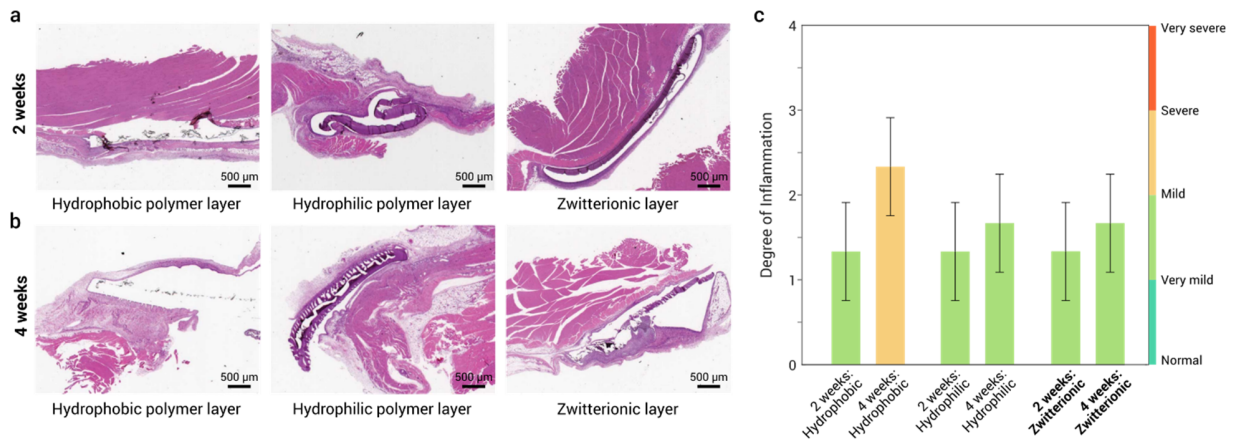 a
2 weeks
500 μm
500 μm
500 μm
Hydrophobic polymer layer
Hydrophilic polymer layer
Zwitterionic layer
b
4 weeks
500 μm
500 μm
500 μm
Hydrophobic polymer layer
Hydrophilic polymer layer
Zwitterionic layer
c
Degree of Inflammation
4
3
2
1
0
Very severe
Severe
Mild
Very mild
Normal
2 weeks:
Hydrophobic
4 weeks:
Hydrophobic
2 weeks:
Hydrophilic
4 weeks:
Hydrophilic
2 weeks:
Zwitterionic
4 weeks:
Zwitterionic